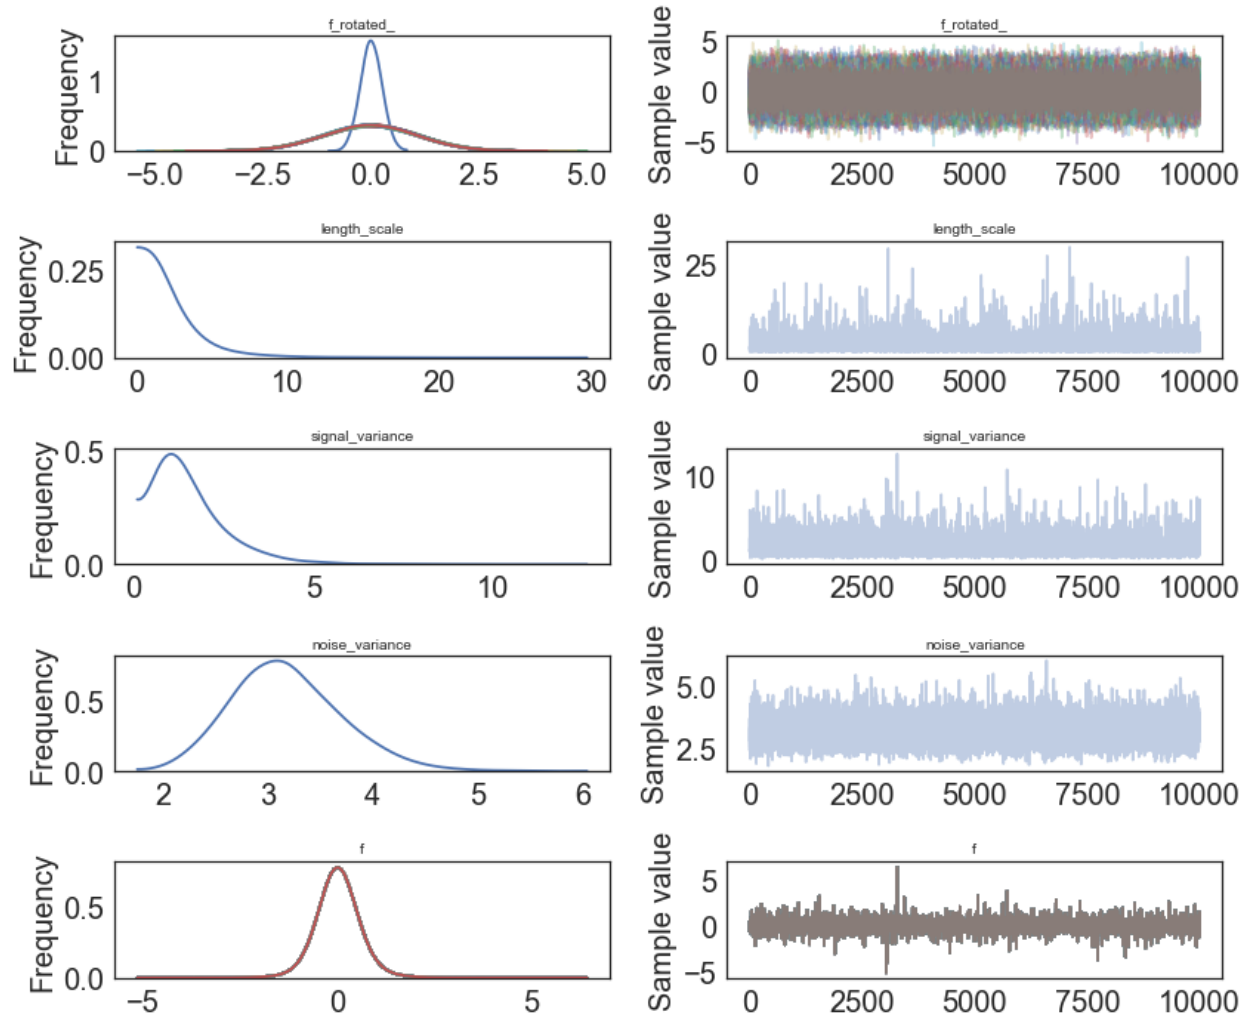 f_rotated_
Frequency
1
0
−5.0 −2.5 0.0 2.5 5.0
f_rotated_
Sample value
5
0
−5
0 2500 5000 7500 10000
length_scale
Frequency
0.25
0.00
0 10 20 30
length_scale
Sample value
25
0
0 2500 5000 7500 10000
signal_variance
Frequency
0.5
0.0
0 5 10
signal_variance
Sample value
10
0
0 2500 5000 7500 10000
noise_variance
Frequency
0.5
0.0
2 3 4 5 6
noise_variance
Sample value
5.0
2.5
0 2500 5000 7500 10000
f
Frequency
0.5
0.0
−5 0 5
f
Sample value
5
0
−5
0 2500 5000 7500 10000